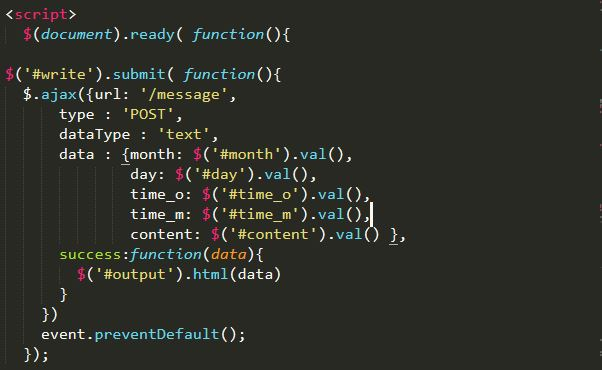 <script>
$(document).ready( function(){
$('#write').submit( function(){
$.ajax({url: '/message',
type : 'POST',
dataType : 'text',
data : {month: $('#month').val(),
day: $('#day').val(),
time_o: $('#time_o').val(),
time_m: $('#time_m').val(),
content: $('#content').val() },
success:function(data){
$('#output').html(data)
}
})
event.preventDefault();
});